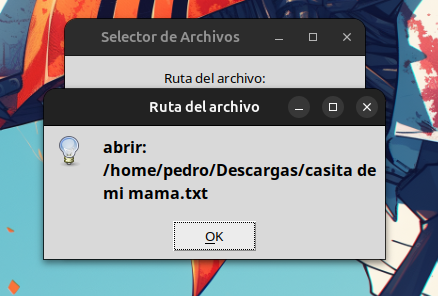 Selector de Archivos
Ruta del archivo:
Ruta del archivo
abrir:
/home/pedro/Descargas/casita de
mi mama.txt
OK